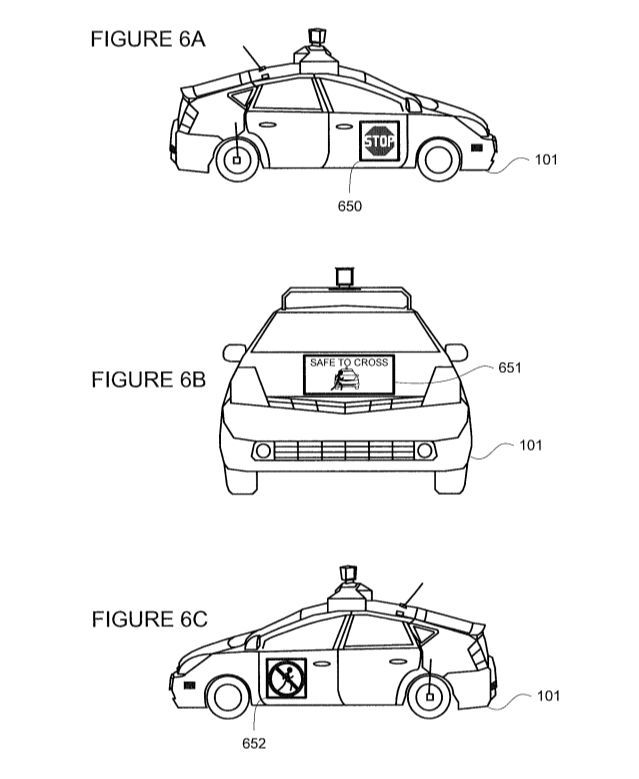 FIGURE 6A
STOP
101
650
FIGURE 6B
SAFE TO CROSS
651
101
FIGURE 6C
101
652